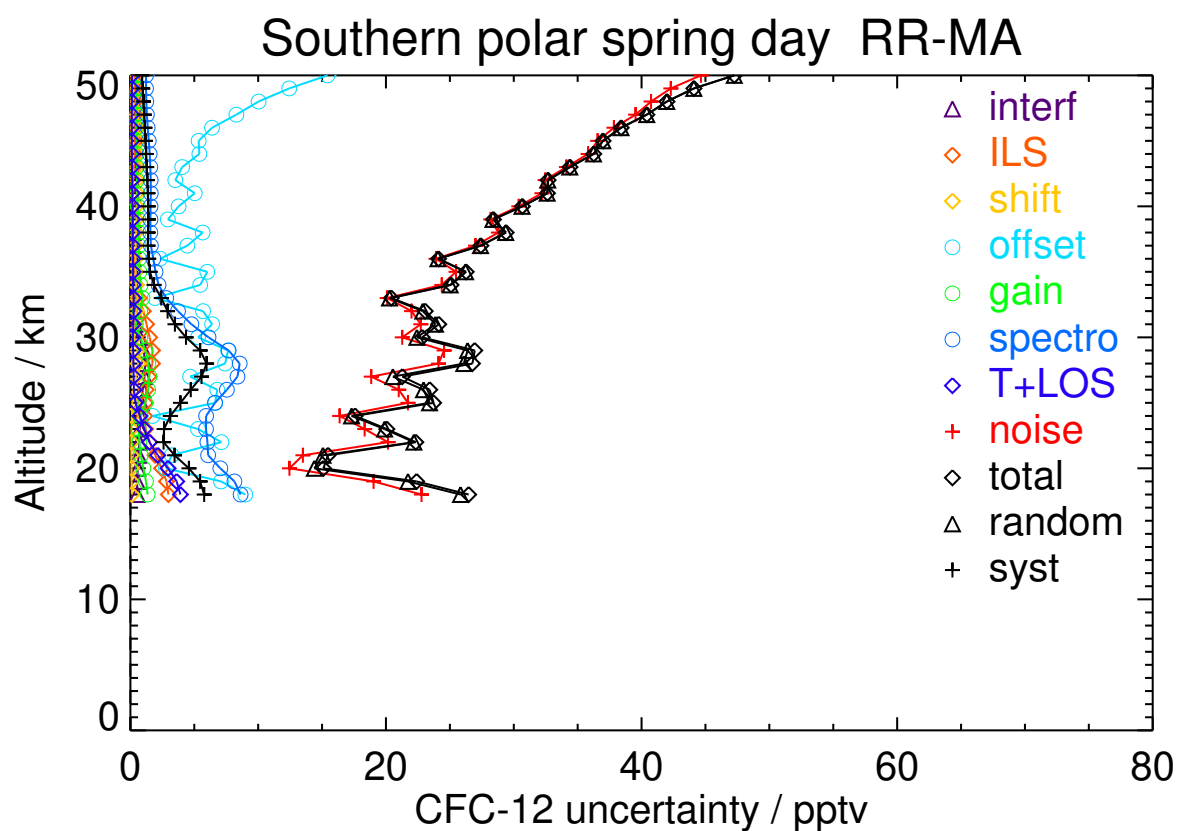 Southern polar spring day RR-MA
50
40
30
20
10
0
Altitude / km
interf
ILS
shift
offset
gain
spectro
T+LOS
noise
total
random
syst
0 20 40 60 80
CFC-12 uncertainty / pptv